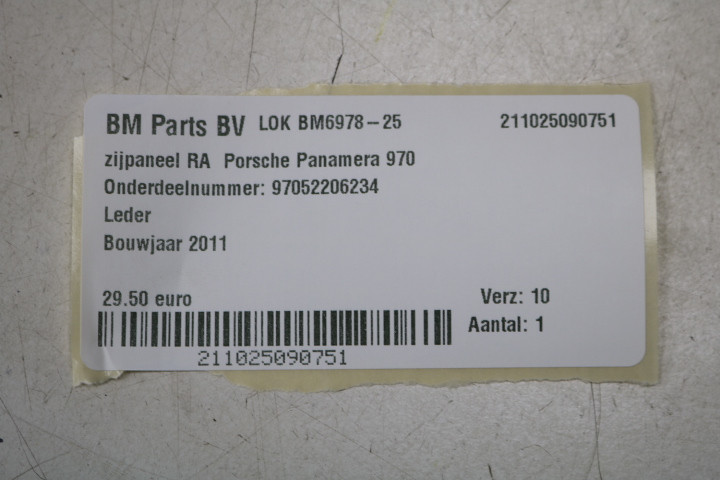 BM Parts BV LOK BM6978-25 211025090751
zijpaneel RA Porsche Panamera 970
Onderdeelnummer: 97052206234
Leder
Bouwjaar 2011
29.50 euro Verz: 10
Aantal: 1
211025090751